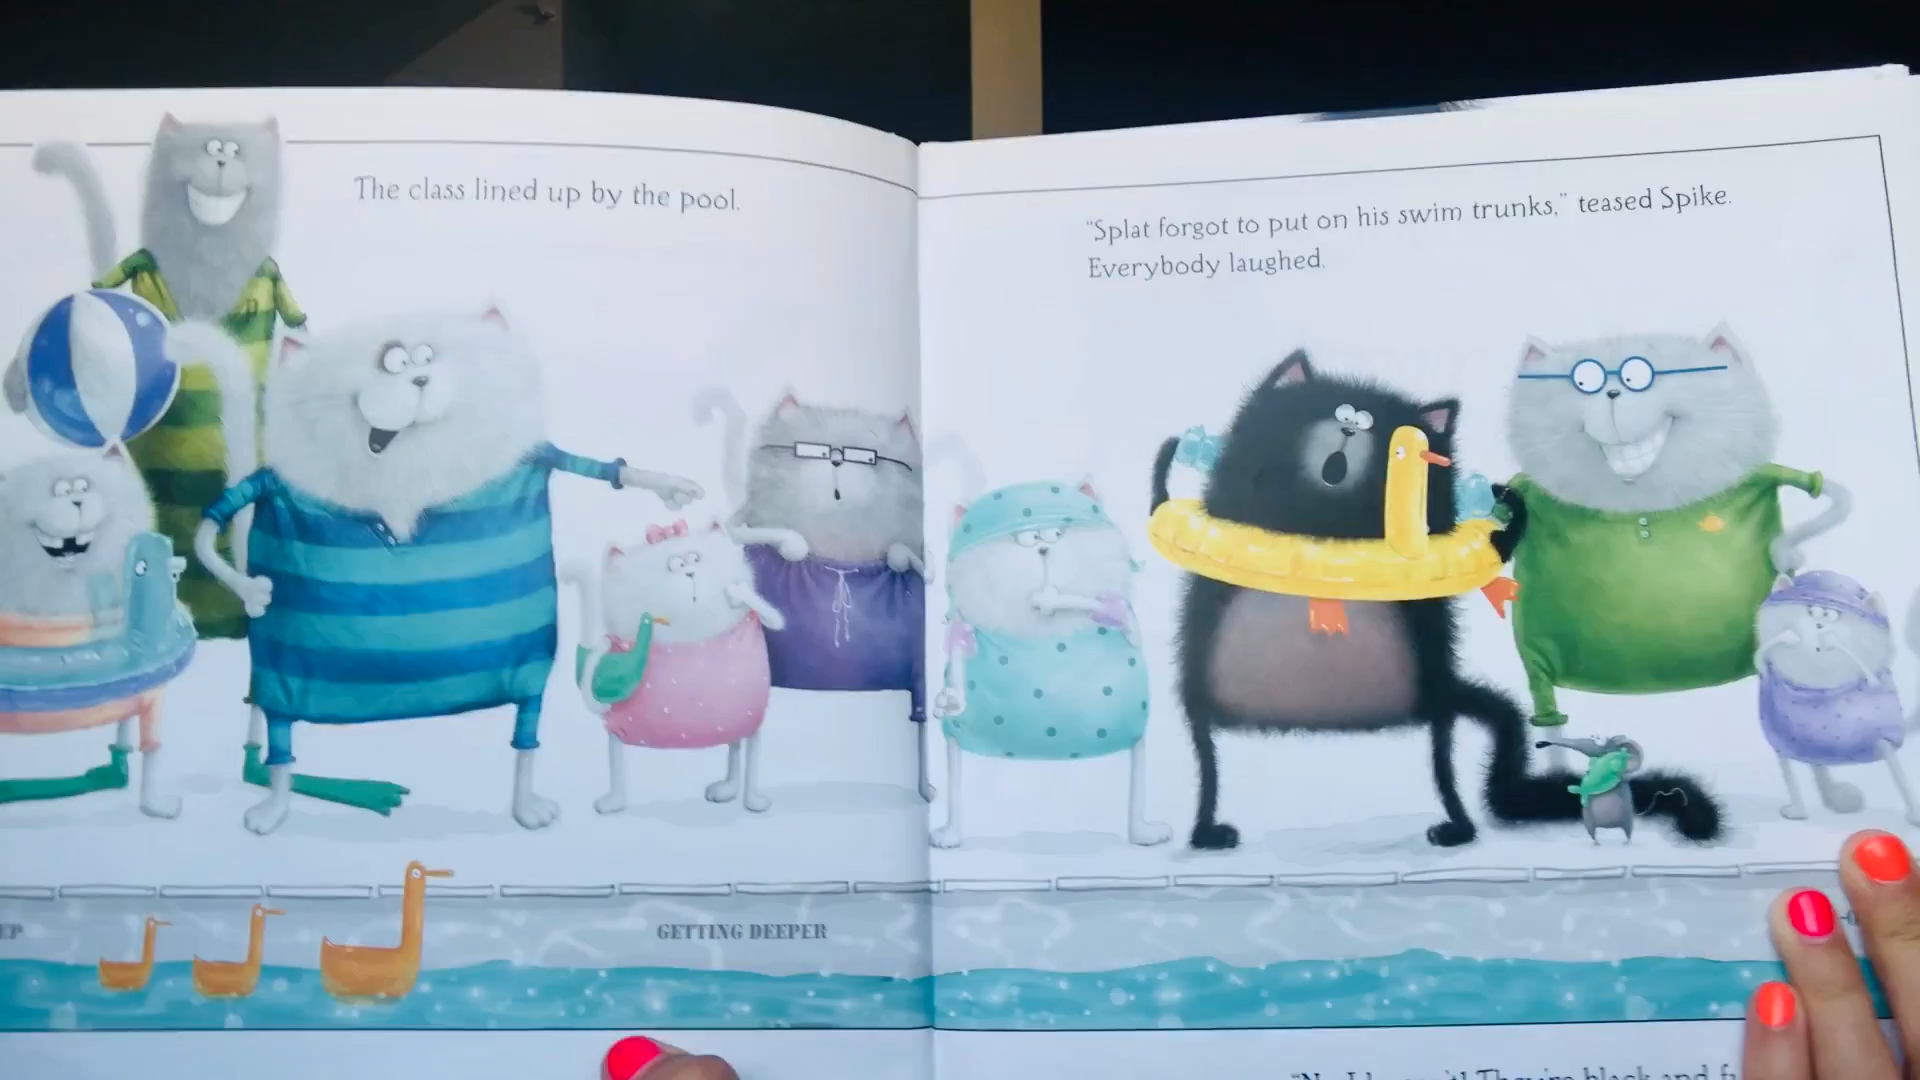 The class lined up by the pool.
"Splat forgot to put on his swim trunks," teased Spike.
Everybody laughed.
GETTING DEEPER